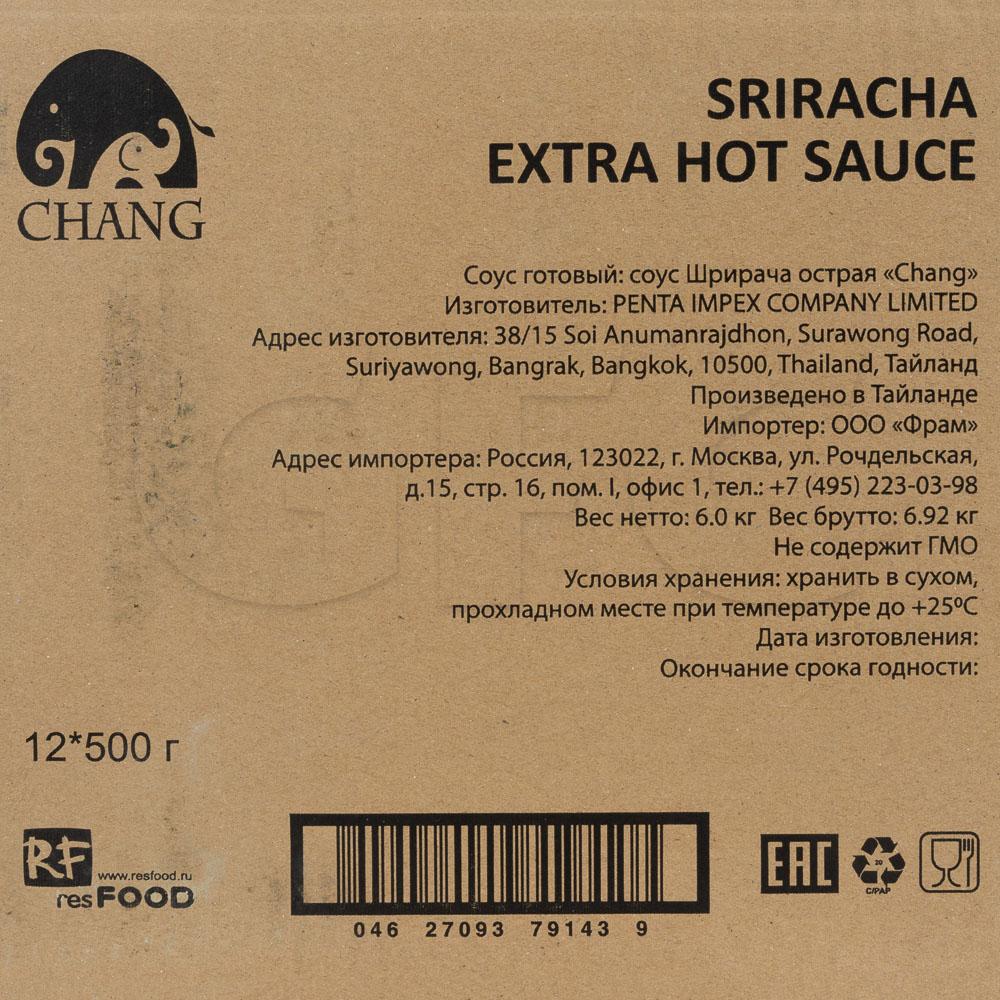 CHANG
SRIRACHA
EXTRA HOT SAUCE
Соус готовый: соус Шрирача острая «Chang»
Изготовитель: PENTA IMPEX COMPANY LIMITED
Адрес изготовителя: 38/15 Soi Anumanrajdhon, Surawong Road,
Suriyawong, Bangrak, Bangkok, 10500, Thailand, Тайланд
Произведено в Тайланде
Импортер: ООО «Фрам»
Адрес импортера: Россия, 123022, г. Москва, ул. Рочдельская,
д.15, стр. 16, пом. I, офис 1, тел.: +7 (495) 223-03-98
Вес нетто: 6.0 кг Вес брутто: 6.92 кг
Не содержит ГМО
Условия хранения: хранить в сухом,
прохладном месте при температуре до +25ºС
Дата изготовления:
Окончание срока годности:
12*500 г
RF
www.resfood.ru
resFOOD
046 27093 79143 9
EAC
20
C/PAP